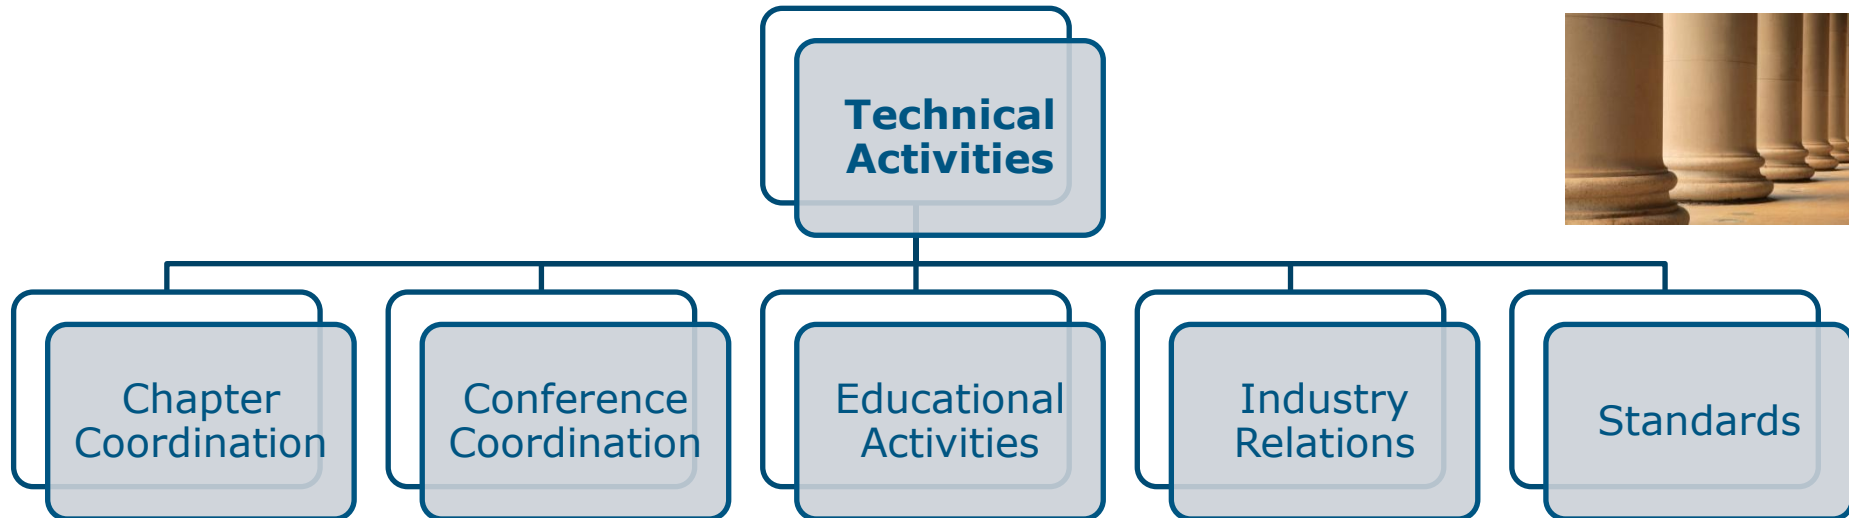 Technical
Activities
Chapter
Coordination
Conference
Coordination
Educational
Activities
Industry
Relations
Standards